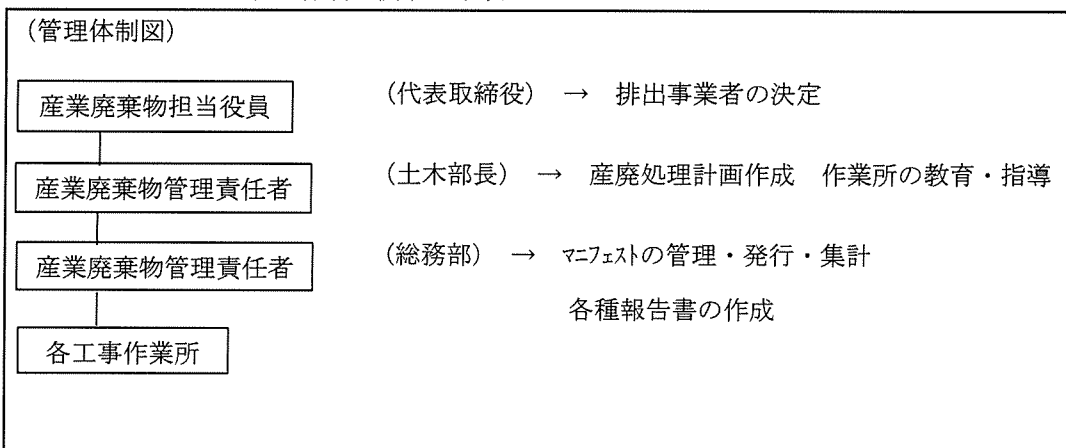 (管理体制図)
産業廃棄物担当役員 (代表取締役) → 排出事業者の決定
産業廃棄物管理責任者 (土木部長) → 産廃処理計画作成 作業所の教育・指導
産業廃棄物管理責任者 (総務部) → ﾏﾆﾌｪｽﾄの管理・発行・集計
各種報告書の作成
各工事作業所